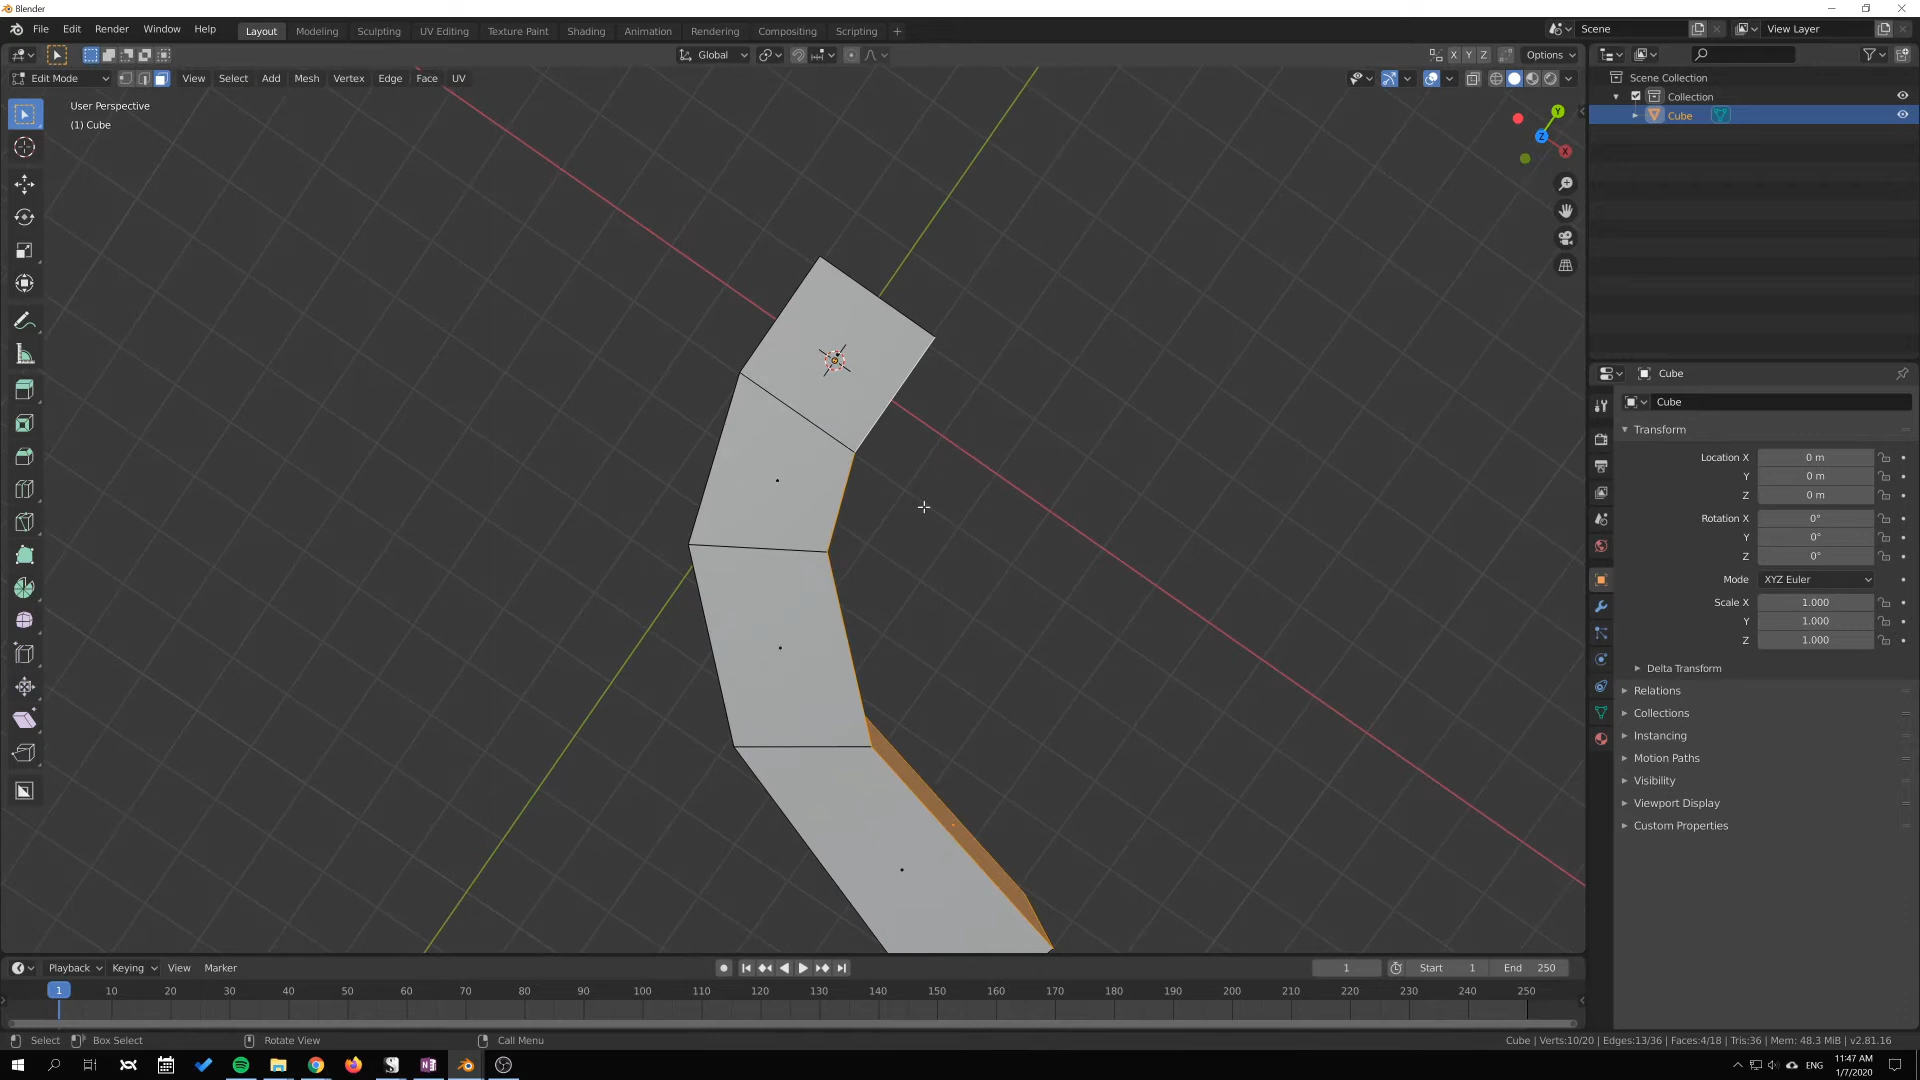 Blender
File Edit Render Window Help
Layout Modeling Sculpting UV Editing Texture Paint Shading Animation Rendering Compositing Scripting +
Scene
View Layer
Global
X Y Z
Options
Edit Mode
View Select Add Mesh Vertex Edge Face UV
User Perspective
(1) Cube
Y
Z
X
Scene Collection
Collection
Cube
Cube
Cube
Transform
Location X 0 m
Y 0 m
Z 0 m
Rotation X 0°
Y 0°
Z 0°
Mode XYZ Euler
Scale X 1.000
Y 1.000
Z 1.000
Delta Transform
Relations
Collections
Instancing
Motion Paths
Visibility
Viewport Display
Custom Properties
Playback Keying View Marker
1
Start 1
End 250
1 10 20 30 40 50 60 70 80 90 100 110 120 130 140 150 160 170 180 190 200 210 220 230 240 250
Select Box Select Rotate View Call Menu
Cube | Verts:10/20 | Edges:13/36 | Faces:4/18 | Tris:36 | Mem: 48.3 MiB | v2.81.16
ENG
11:47 AM
1/7/2020